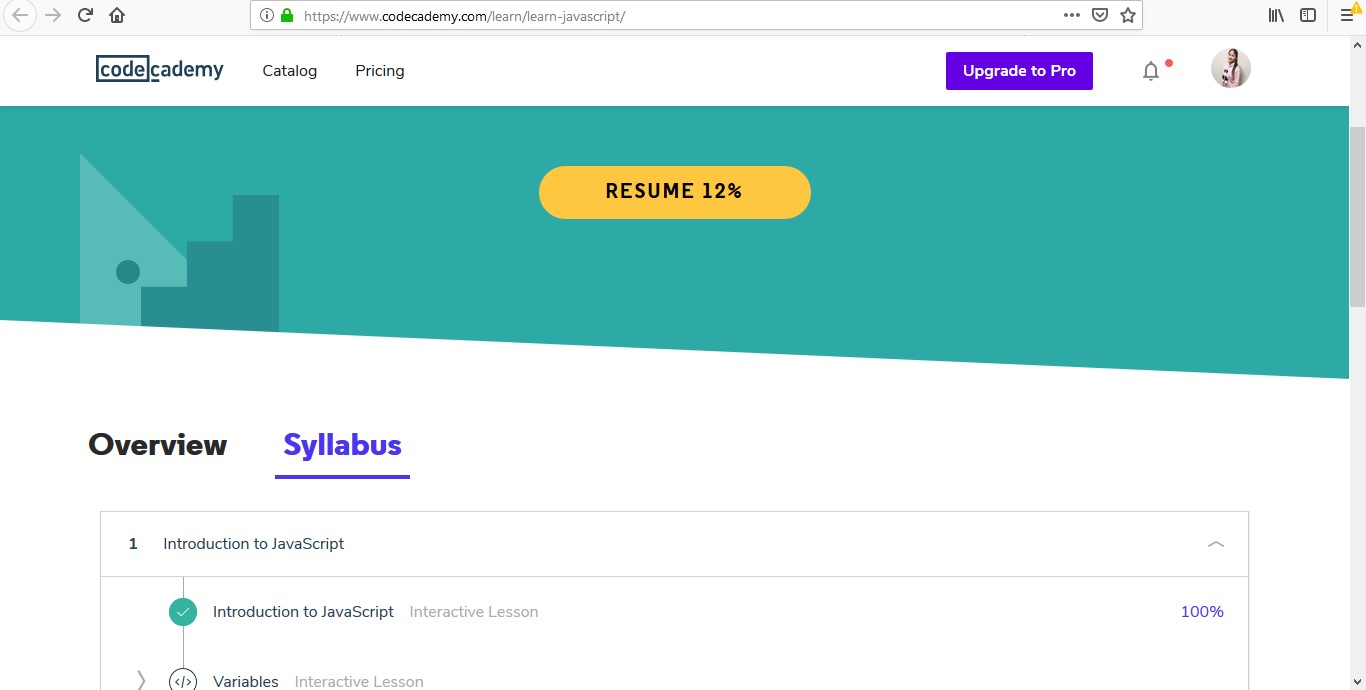 https://www.codecademy.com/learn/learn-javascript/
codecademy Catalog Pricing Upgrade to Pro
RESUME 12%
Overview Syllabus
1 Introduction to JavaScript
Introduction to JavaScript Interactive Lesson 100%
</> Variables Interactive Lesson